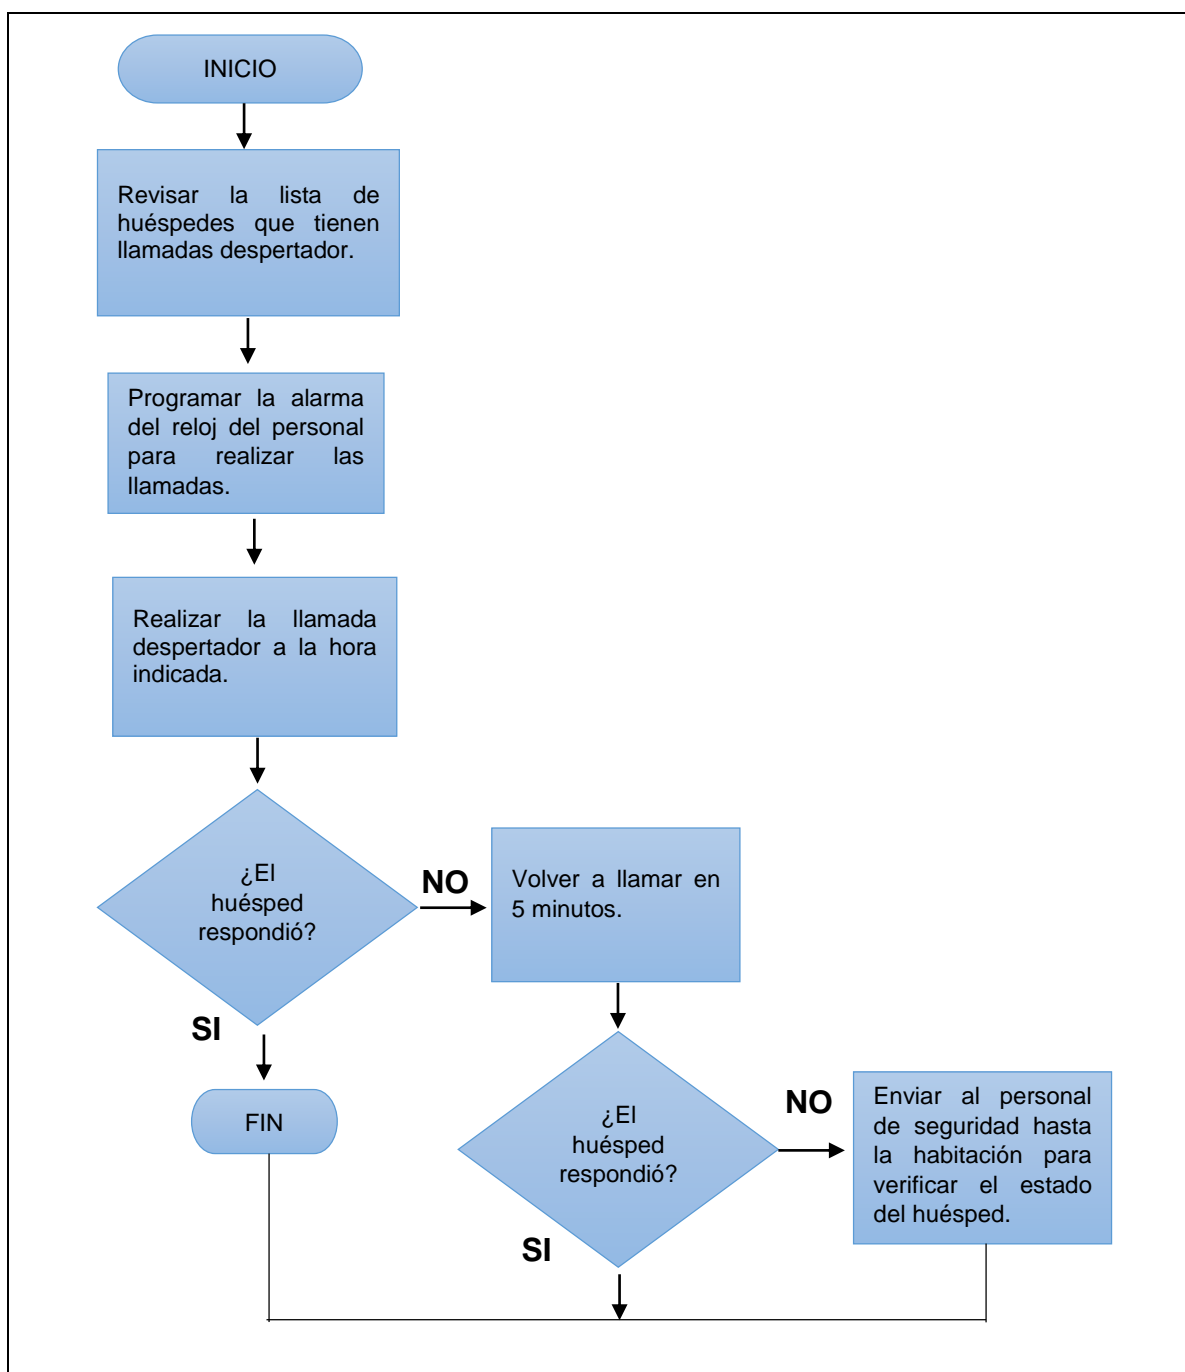 INICIO
Revisar la lista de
huéspedes que tienen
llamadas despertador.
Programar la alarma
del reloj del personal
para realizar las
llamadas.
Realizar la llamada
despertador a la hora
indicada.
¿El
huésped
respondió?
NO
Volver a llamar en
5 minutos.
SI
FIN
¿El
huésped
respondió?
NO
Enviar al personal
de seguridad hasta
la habitación para
verificar el estado
del huésped.
SI